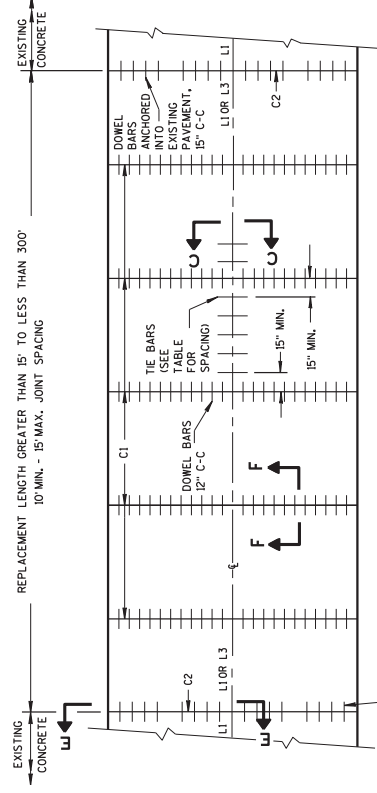 EXISTING
CONCRETE
REPLACEMENT LENGTH GREATER THAN 15' TO LESS THAN 300'
10' MIN. - 15' MAX. JOINT SPACING
EXISTING
CONCRETE
E
E
L1
C2
L1 OR L3
℄
F
F
C1
DOWEL BARS
12" C-C
TIE BARS
(SEE
TABLE
FOR
SPACING)
15" MIN.
15" MIN.
C
C
DOWEL
BARS
ANCHORED
INTO
EXISTING
PAVEMENT,
15" C-C
L1 OR L3
L1
C2